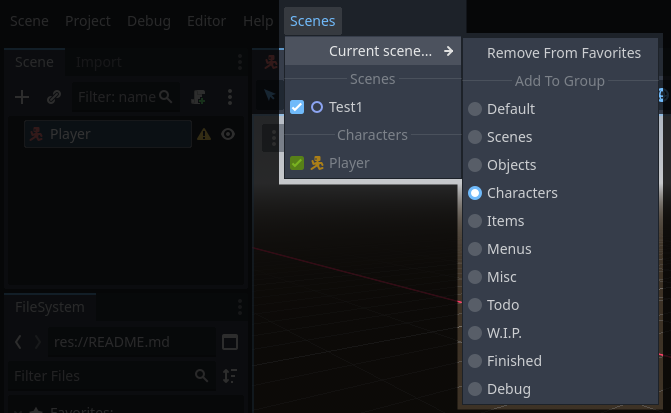 Scene Project Debug Editor Help Scenes
Scene Import
Filter: name
Player
FileSystem
res://README.md
Filter Files
Favorites:
Current scene...
Scenes
Test1
Characters
Player
Remove From Favorites
Add To Group
Default
Scenes
Objects
Characters
Items
Menus
Misc
Todo
W.I.P.
Finished
Debug